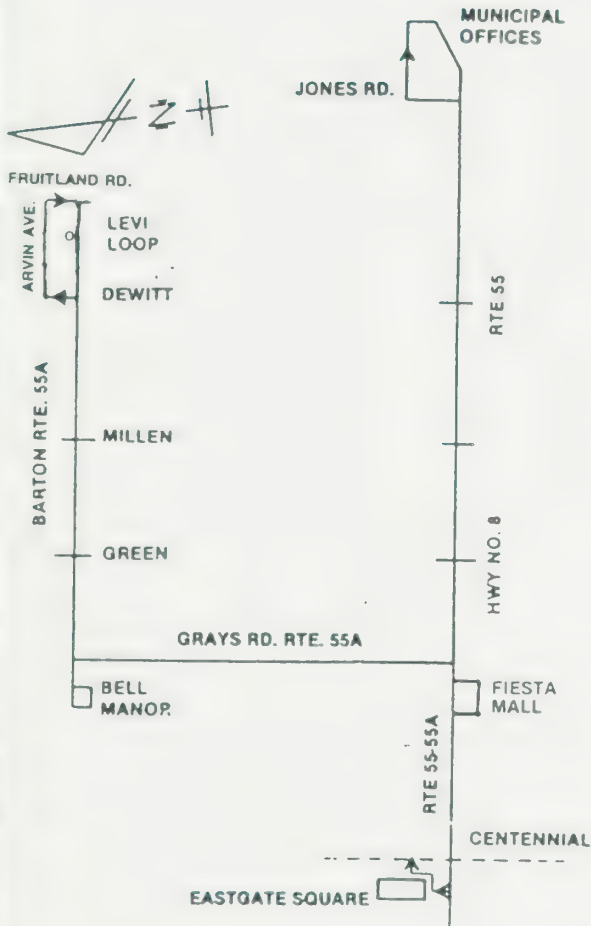 MUNICIPAL
OFFICES
JONES RD.
N
FRUITLAND RD.
ARVIN AVE.
LEVI
LOOP
DEWITT
RTE 55
BARTON RTE. 55A
MILLEN
GREEN
HWY NO. 8
GRAYS RD. RTE. 55A
BELL
MANOR.
FIESTA
MALL
RTE 55-55A
CENTENNIAL
EASTGATE SQUARE